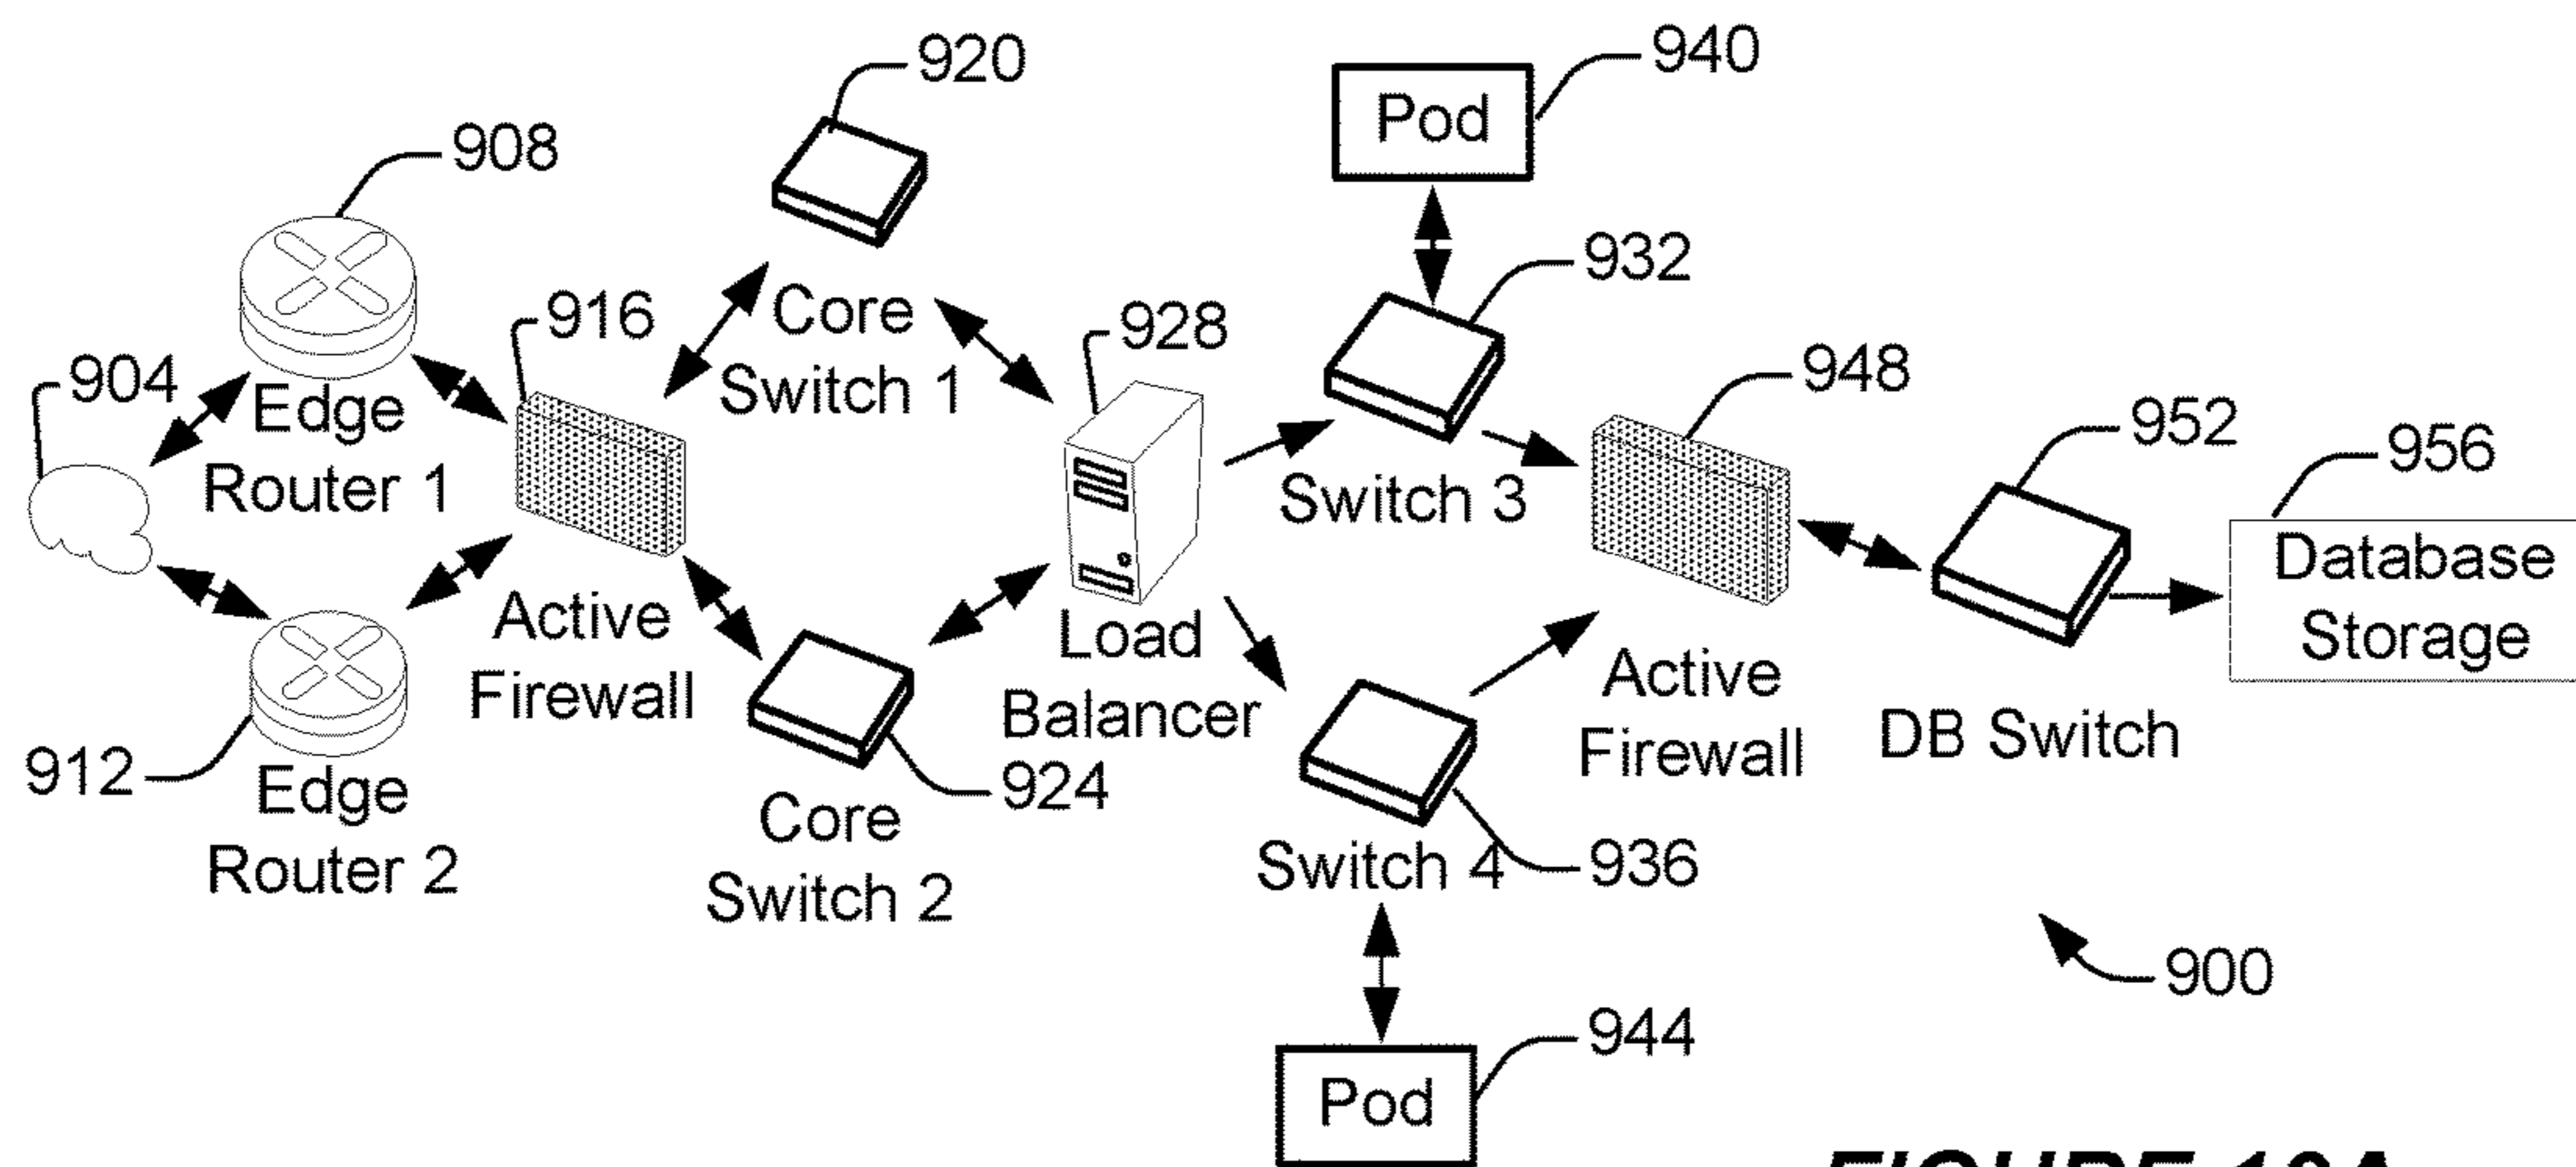 920
940
Pod
908
932
916
Core
Switch 1
928
948
904
Edge
Router 1
952
956
Switch 3
Database
Storage
Active
Firewall
Load
Balancer
Active
Firewall
DB Switch
912
Edge
Router 2
924
Core
Switch 2
Switch 4
936
900
944
Pod